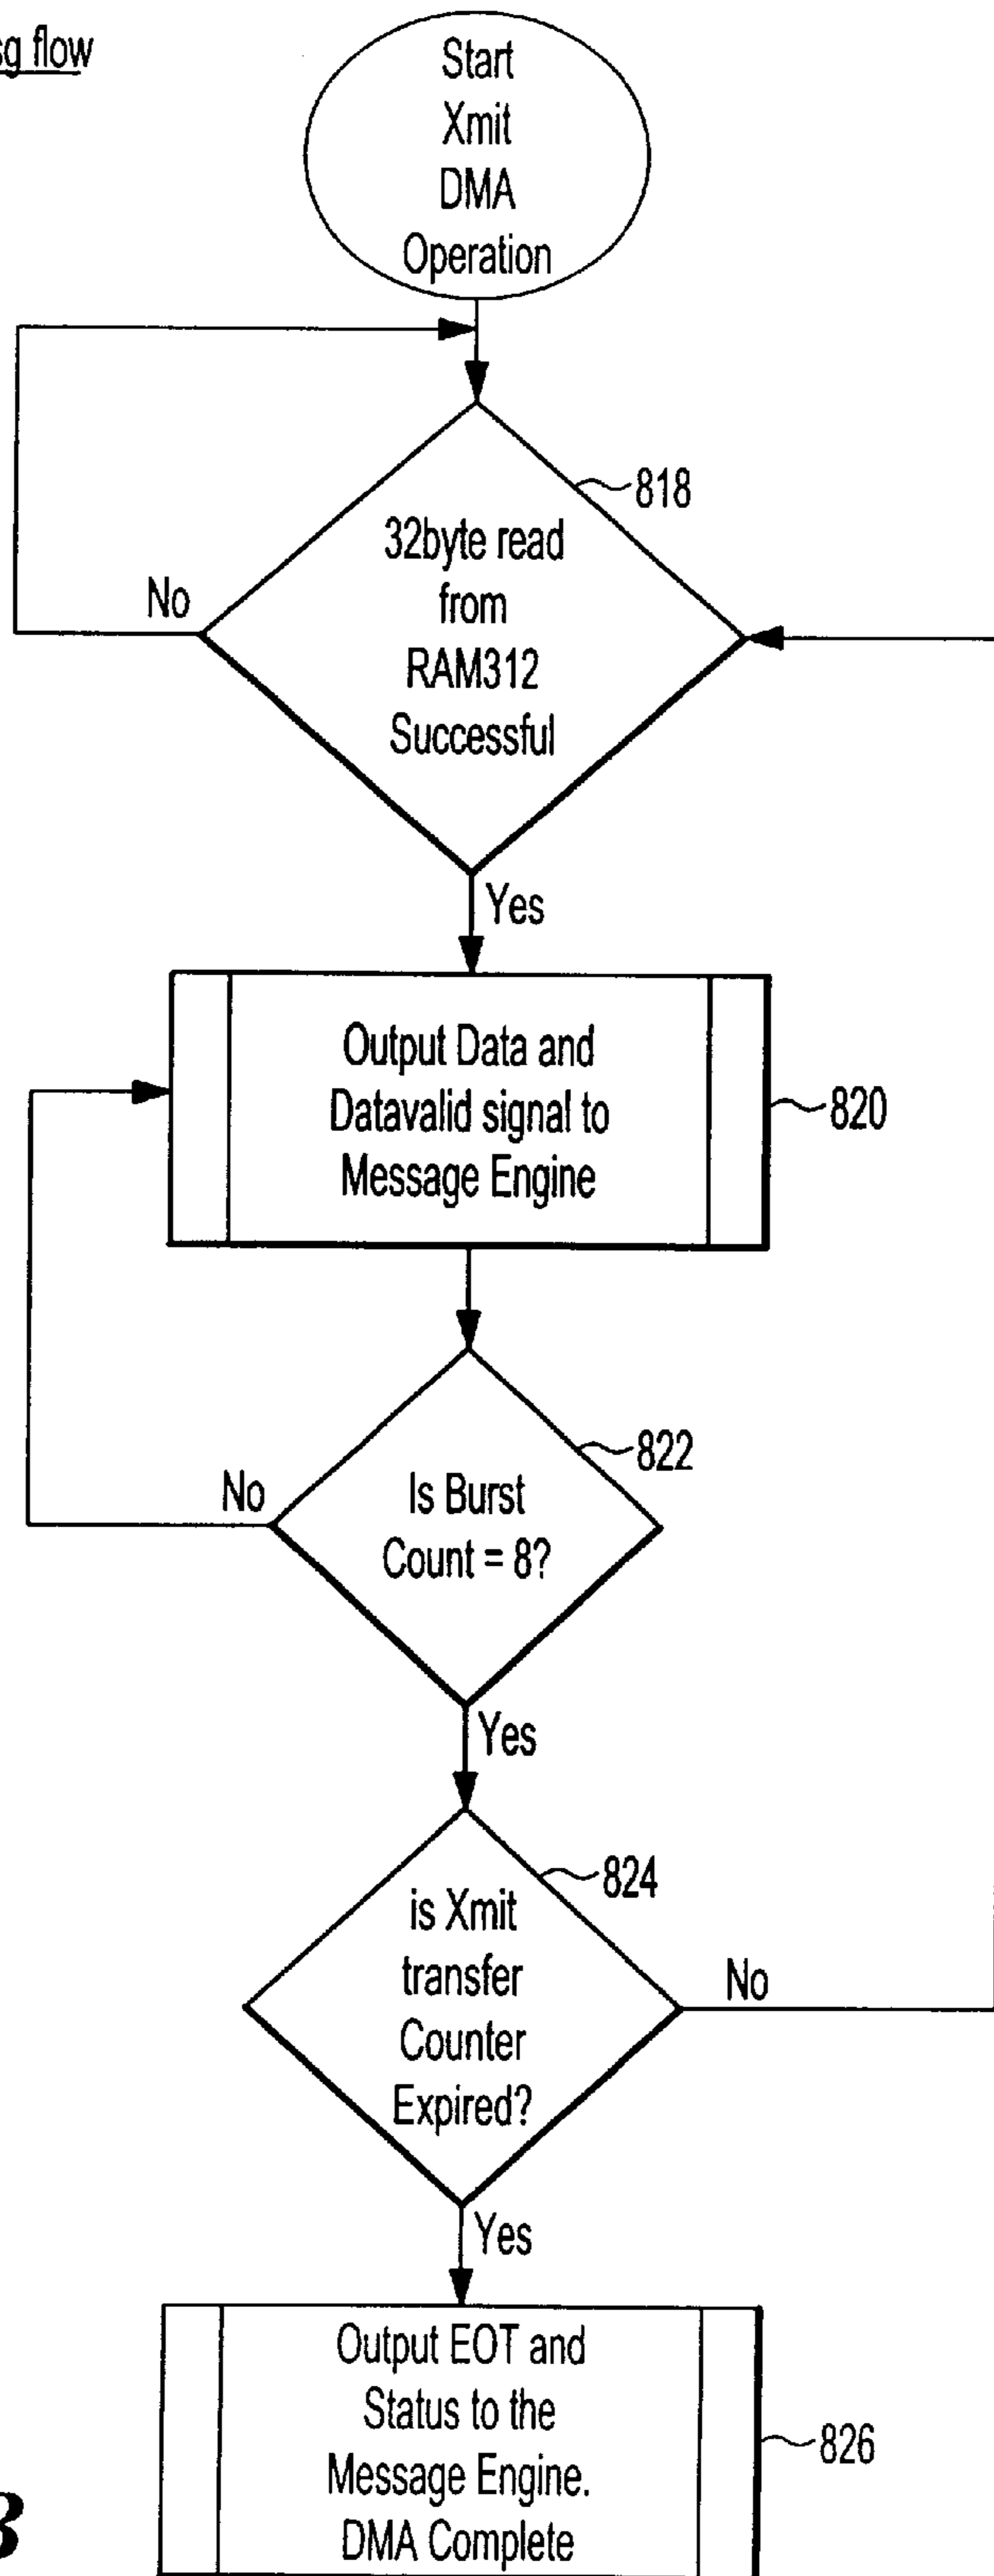 sg flow
Start
Xmit
DMA
Operation
818
32byte read
from
RAM312
Successful
No
Yes
Output Data and
Datavalid signal to
Message Engine
820
822
Is Burst
Count = 8?
No
Yes
824
is Xmit
transfer
Counter
Expired?
No
Yes
Output EOT and
Status to the
Message Engine.
DMA Complete
826